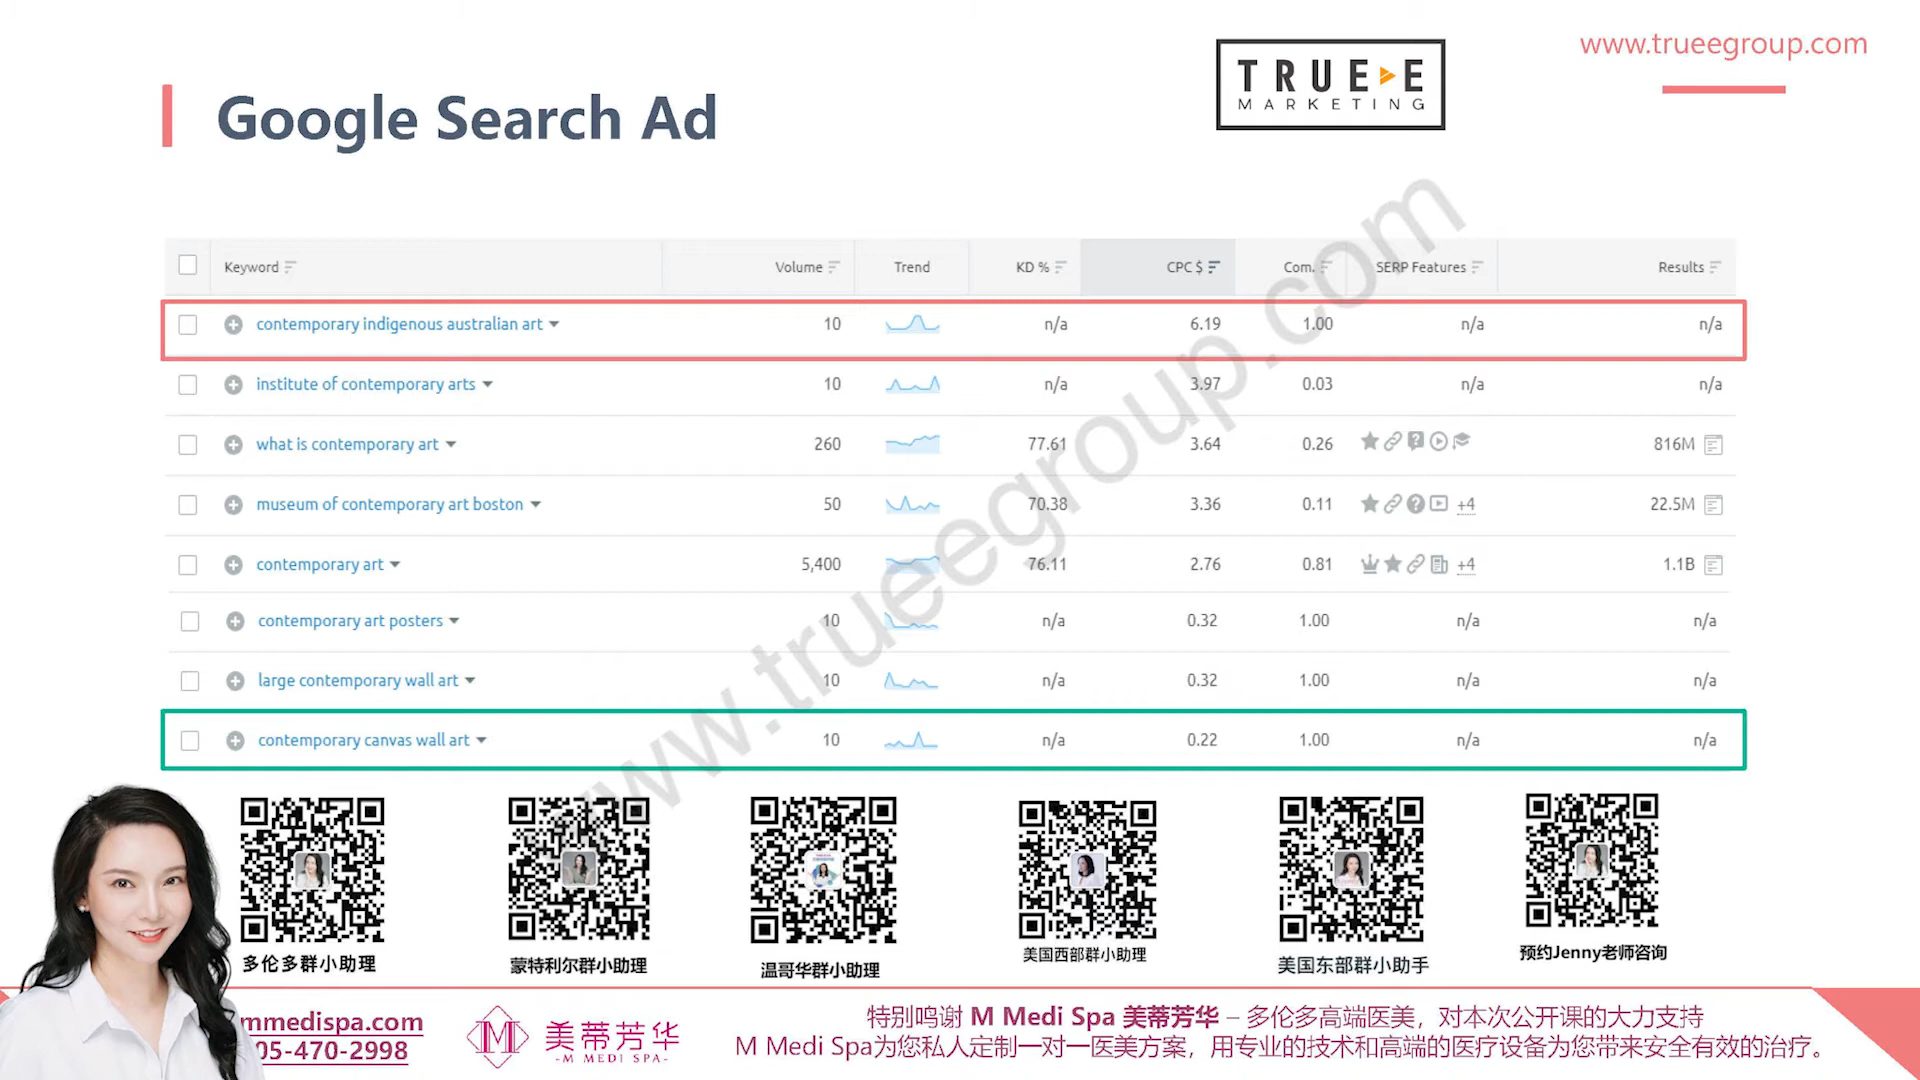 www.trueegroup.com
TRUE E
MARKETING
Google Search Ad
Keyword Volume Trend KD % CPC $ Com. SERP Features Results
contemporary indigenous australian art 10 n/a 6.19 1.00 n/a n/a
institute of contemporary arts 10 n/a 3.97 0.03 n/a n/a
what is contemporary art 260 77.61 3.64 0.26 816M
museum of contemporary art boston 50 70.38 3.36 0.11 +4 22.5M
contemporary art 5,400 76.11 2.76 0.81 +4 1.1B
contemporary art posters 10 n/a 0.32 1.00 n/a n/a
large contemporary wall art 10 n/a 0.32 1.00 n/a n/a
contemporary canvas wall art 10 n/a 0.22 1.00 n/a n/a
www.trueegroup.com
多伦多群小助理
蒙特利尔群小助理
温哥华群小助理
美国西部群小助理
美国东部群小助手
预约Jenny老师咨询
mmedispa.com
05-470-2998
M
美蒂芳华
-M MEDI SPA-
特别鸣谢 M Medi Spa 美蒂芳华 – 多伦多高端医美，对本次公开课的大力支持
M Medi Spa为您私人定制一对一医美方案，用专业的技术和高端的医疗设备为您带来安全有效的治疗。